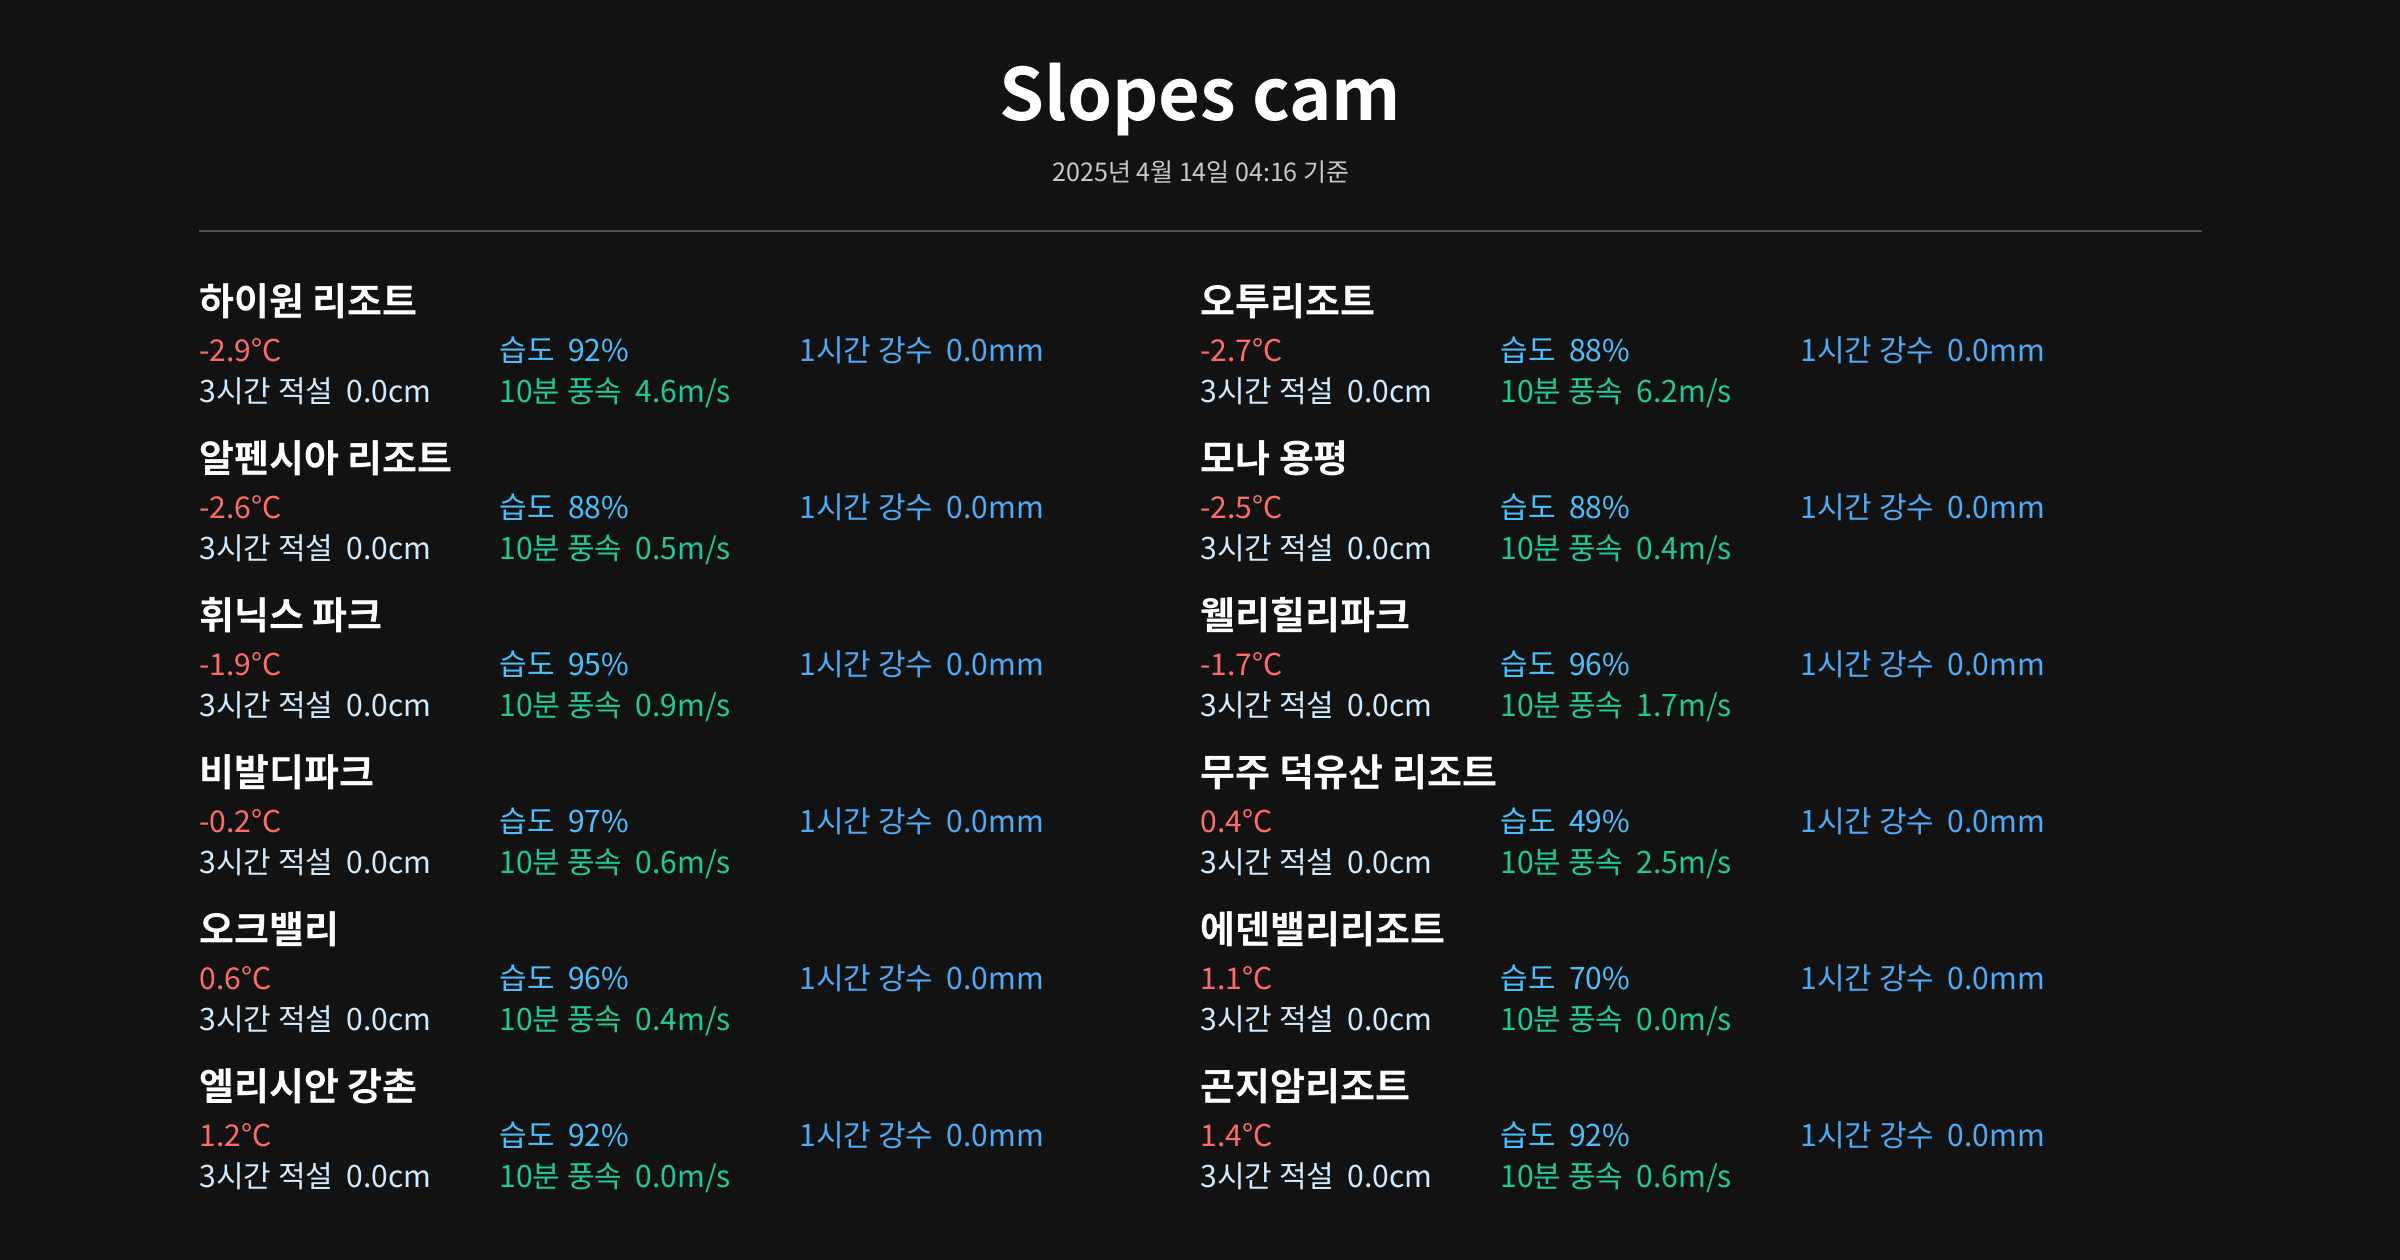 Slopes cam
2025년 4월 14일 04:16 기준
하이원 리조트
-2.9°C 습도 92% 1시간 강수 0.0mm
3시간 적설 0.0cm 10분 풍속 4.6m/s
오투리조트
-2.7°C 습도 88% 1시간 강수 0.0mm
3시간 적설 0.0cm 10분 풍속 6.2m/s
알펜시아 리조트
-2.6°C 습도 88% 1시간 강수 0.0mm
3시간 적설 0.0cm 10분 풍속 0.5m/s
모나 용평
-2.5°C 습도 88% 1시간 강수 0.0mm
3시간 적설 0.0cm 10분 풍속 0.4m/s
휘닉스 파크
-1.9°C 습도 95% 1시간 강수 0.0mm
3시간 적설 0.0cm 10분 풍속 0.9m/s
웰리힐리파크
-1.7°C 습도 96% 1시간 강수 0.0mm
3시간 적설 0.0cm 10분 풍속 1.7m/s
비발디파크
-0.2°C 습도 97% 1시간 강수 0.0mm
3시간 적설 0.0cm 10분 풍속 0.6m/s
무주 덕유산 리조트
0.4°C 습도 49% 1시간 강수 0.0mm
3시간 적설 0.0cm 10분 풍속 2.5m/s
오크밸리
0.6°C 습도 96% 1시간 강수 0.0mm
3시간 적설 0.0cm 10분 풍속 0.4m/s
에덴밸리리조트
1.1°C 습도 70% 1시간 강수 0.0mm
3시간 적설 0.0cm 10분 풍속 0.0m/s
엘리시안 강촌
1.2°C 습도 92% 1시간 강수 0.0mm
3시간 적설 0.0cm 10분 풍속 0.0m/s
곤지암리조트
1.4°C 습도 92% 1시간 강수 0.0mm
3시간 적설 0.0cm 10분 풍속 0.6m/s